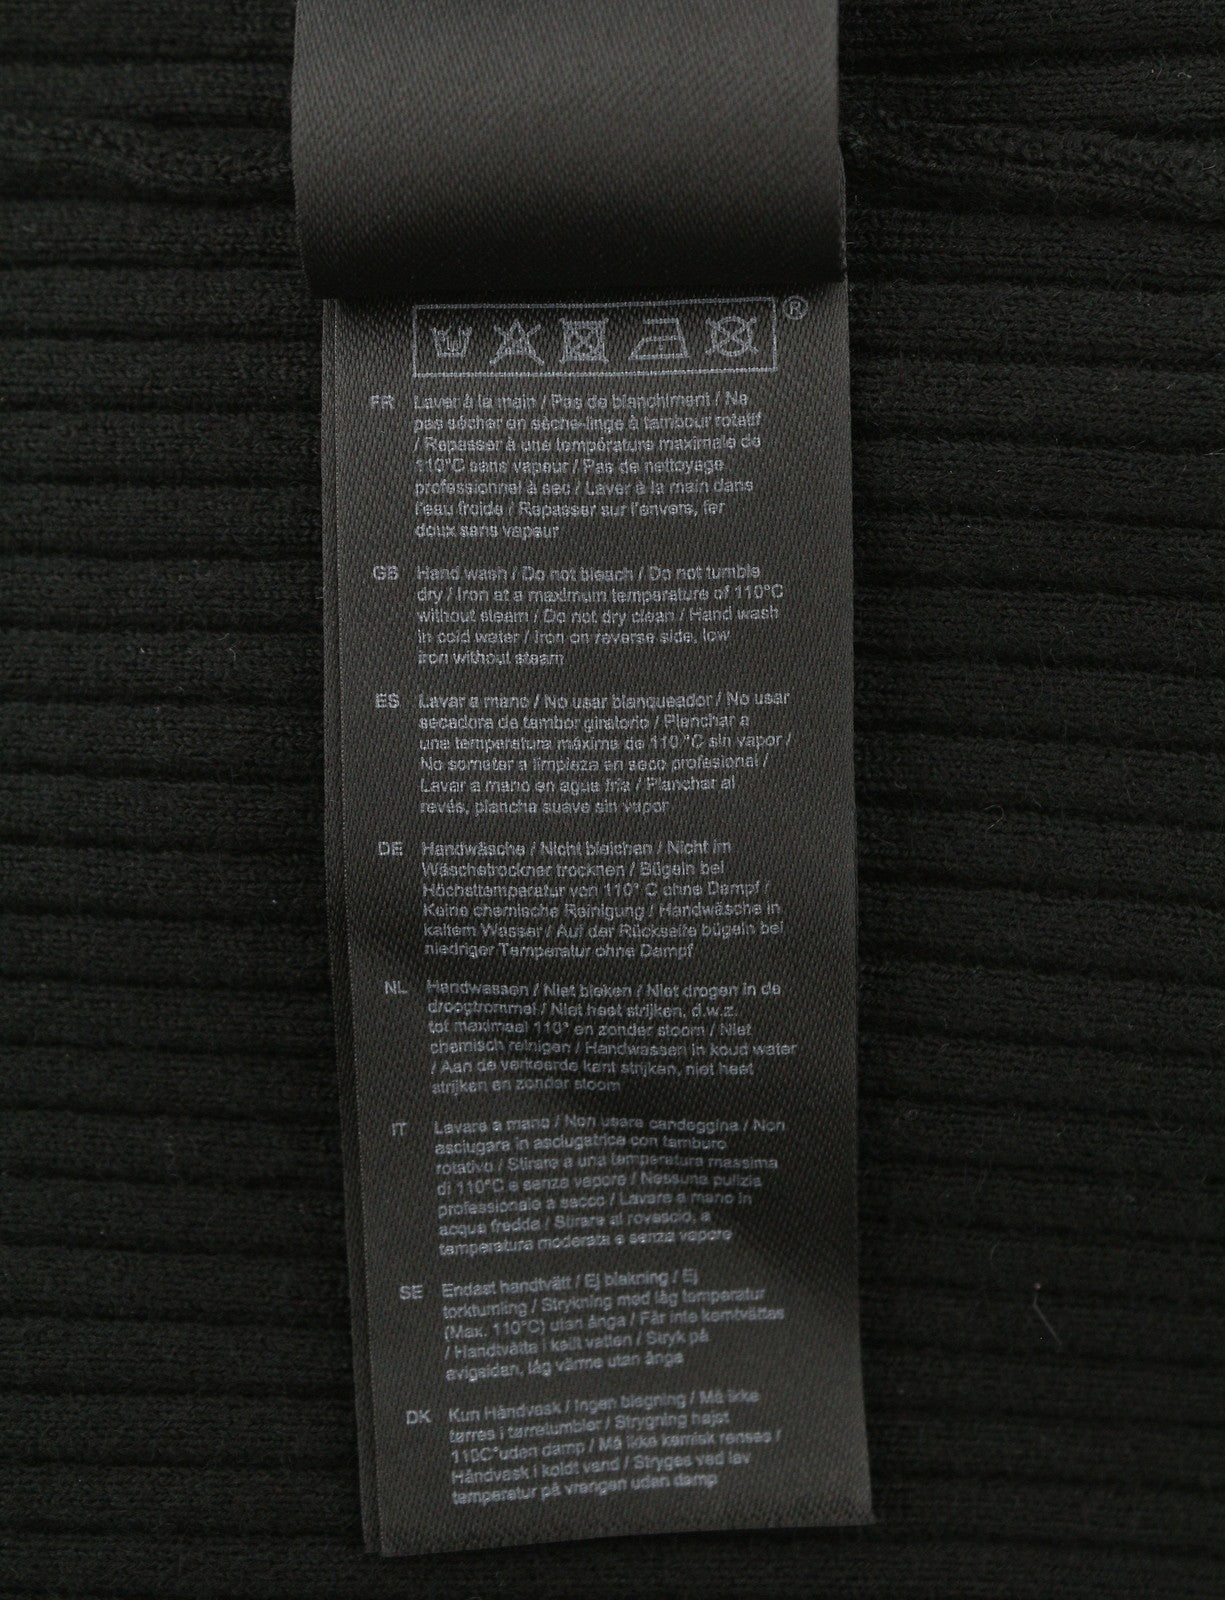 ®
FR Laver à la main / Pas de blanchiment / Ne
pas sécher en sèche-linge à tambour rotatif
/ Repasser à une température maximale de
110°C sans vapeur / Pas de nettoyage
professionnel à sec / Laver à la main dans
l'eau froide / Repasser sur l'envers, fer
doux sans vapeur
GB Hand wash / Do not bleach / Do not tumble
dry / Iron at a maximum temperature of 110°C
without steam / Do not dry clean / Hand wash
in cold water / Iron on reverse side, low
iron without steam
ES Lavar a mano / No usar blanqueador / No usar
secadora de tambor giratorio / Planchar a
una temperatura máxima de 110 °C sin vapor /
No someter a limpieza en seco profesional /
Lavar a mano en agua fría / Planchar al
revés, plancha suave sin vapor
DE Handwäsche / Nicht bleichen / Nicht im
Wäschetrockner trocknen / Bügeln bei
Höchsttemperatur von 110° C ohne Dampf /
Keine chemische Reinigung / Handwäsche in
kaltem Wasser / Auf der Rückseite bügeln bei
niedriger Temperatur ohne Dampf
NL Handwassen / Niet bleken / Niet drogen in de
droogtrommel / Niet heet strijken, d.w.z.
tot maximaal 110° en zonder stoom / Niet
chemisch reinigen / Handwassen in koud water
/ Aan de verkeerde kant strijken, niet heet
strijken en zonder stoom
IT Lavare a mano / Non usare candeggina / Non
asciugare in asciugatrice con tamburo
rotativo / Stirare a una temperatura massima
di 110°C e senza vapore / Nessuna pulizia
professionale a secco / Lavare a mano in
acqua fredda / Stirare al rovescio, a
temperatura moderata e senza vapore
SE Endast handtvätt / Ej blekning / Ej
torktumling / Strykning med låg temperatur
(Max. 110°C) utan ånga / Får inte kemtvättas
/ Handtvätta i kallt vatten / Stryk på
avigsidan, låg värme utan ånga
DK Kun Håndvask / Ingen blegning / Må ikke
tørres i tørretumbler / Strygning højst
110C°uden damp / Må ikke kemisk renses /
Håndvask i koldt vand / Stryges ved lav
temperatur på vrangen uden damp